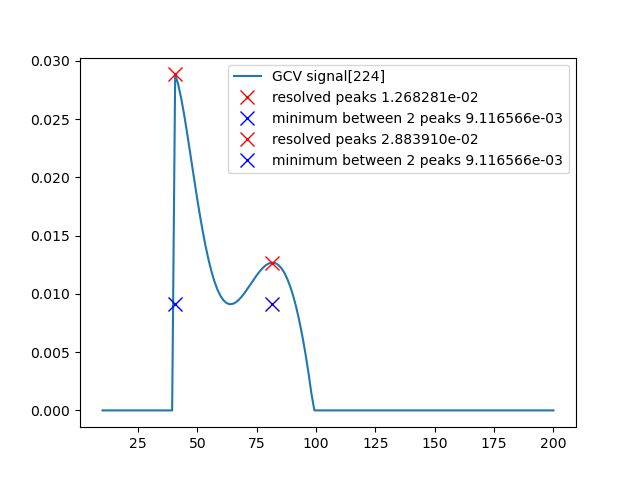 GCV signal[224]
resolved peaks 1.268281e-02
minimum between 2 peaks 9.116566e-03
resolved peaks 2.883910e-02
minimum between 2 peaks 9.116566e-03
0.030
0.025
0.020
0.015
0.010
0.005
0.000
25 50 75 100 125 150 175 200